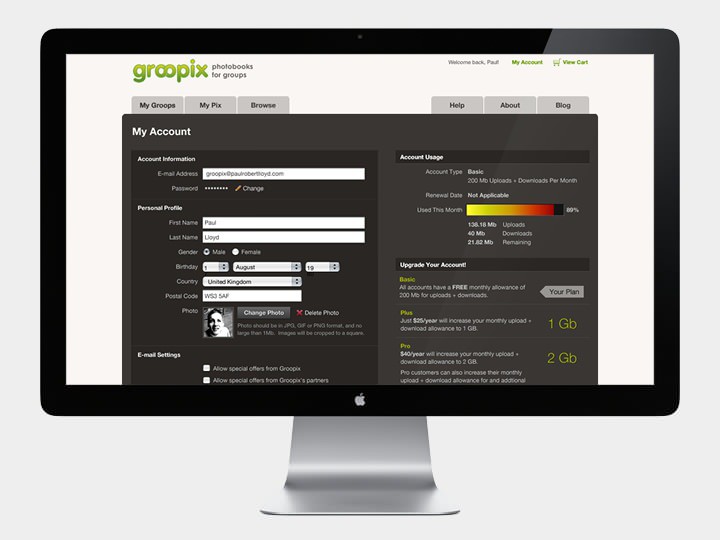 groopix photobooks
for groups
Welcome back, Paul! My Account View Cart
My Groops My Pix Browse Help About Blog
My Account
Account Information
E-mail Address groopix@paulrobertlloyd.com
Password •••••••• Change
Personal Profile
First Name Paul
Last Name Lloyd
Gender Male Female
Birthday 1 August 19
Country United Kingdom
Postal Code WS3 5AF
Photo Change Photo Delete Photo
Photo should be in JPG, GIF or PNG format, and no
large than 1Mb. Images will be cropped to a square.
E-mail Settings
Allow special offers from Groopix
Allow special offers from Groopix's partners
Account Usage
Account Type Basic
200 Mb Uploads + Downloads Per Month
Renewal Date Not Applicable
Used This Month 89%
138.18 Mb Uploads
40 Mb Downloads
21.82 Mb Remaining
Upgrade Your Account!
Basic
All accounts have a FREE monthly allowance of
200 Mb for uploads + downloads.
Your Plan
Plus
Just $25/year will increase your monthly upload +
download allowance to 1 GB.
1 Gb
Pro
$40/year will increase your monthly upload +
download allowance to 2 GB.
2 Gb
Pro customers can also increase their monthly
upload + download allowance for and addtional